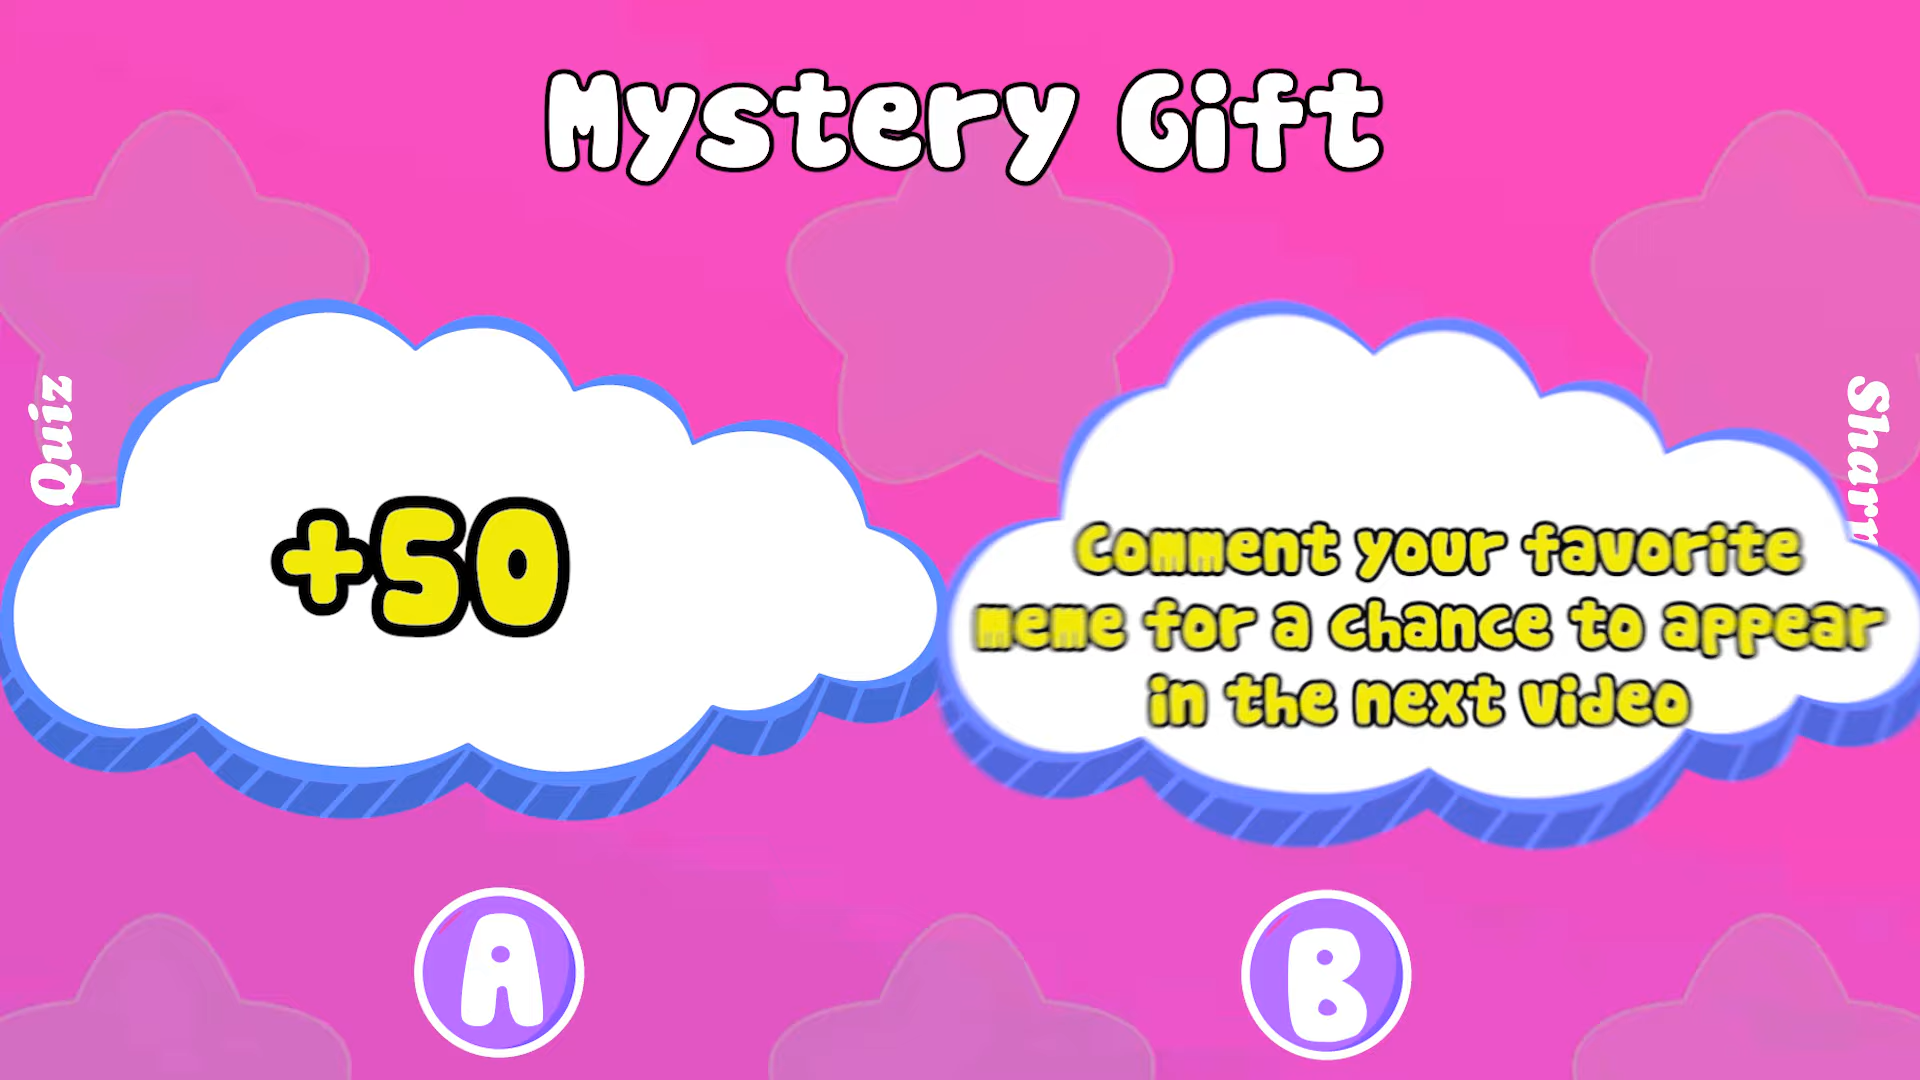 Mystery Gift
Quiz
+50
Comment your favorite
meme for a chance to appear
in the next video
A
B